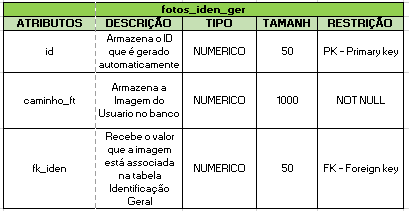 fotos_iden_ger
ATRIBUTOS DESCRIÇÃO TIPO TAMANH RESTRIÇÃO
id Armazena o ID que é gerado automaticamente NUMERICO 50 PK - Primary key
caminho_ft Armazena a Imagem do Usuario no banco NUMERICO 1000 NOT NULL
fk_iden Recebe o valor que a imagem está associada na tabela Identificação Geral NUMERICO 50 FK - Foreign key